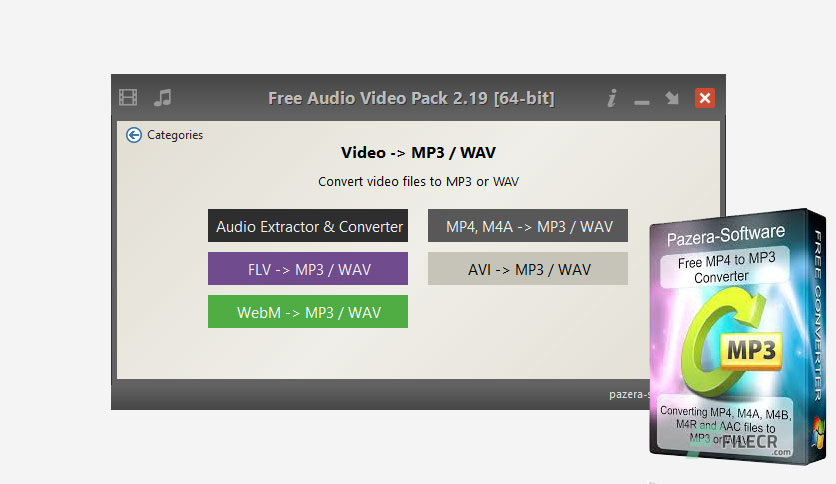 Free Audio Video Pack 2.19 [64-bit]
Categories
Video -> MP3 / WAV
Convert video files to MP3 or WAV
Audio Extractor & Converter
MP4, M4A -> MP3 / WAV
FLV -> MP3 / WAV
AVI -> MP3 / WAV
WebM -> MP3 / WAV
pazera-s
Pazera-Software
Free MP4 to MP3
Converter
MP3
Converting MP4, M4A, M4B,
M4R and AAC files to
MP3 or WAV
FILECR
.com
FREE CONVERTER